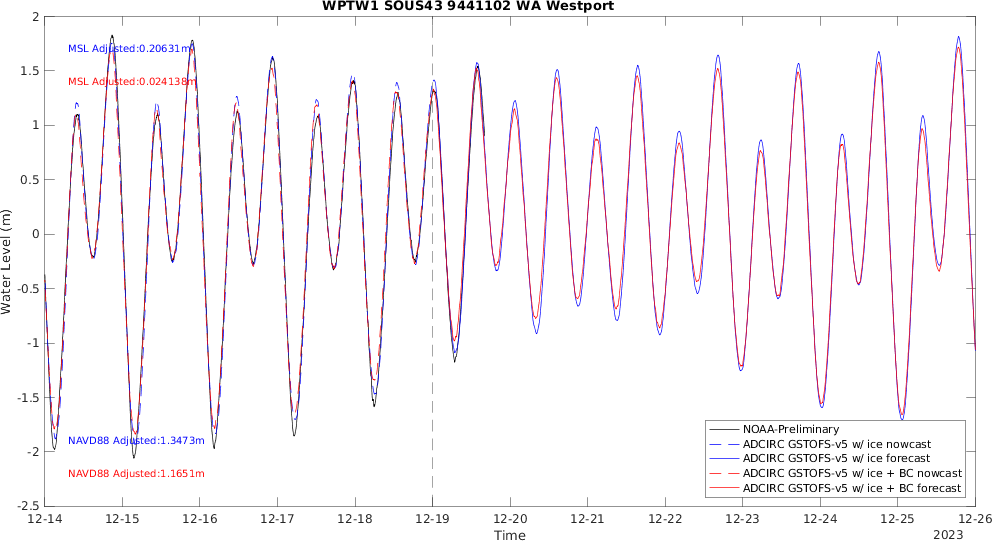 WPTW1 SOUS43 9441102 WA Westport
2
1.5
1
0.5
0
-0.5
-1
-1.5
-2
-2.5
Water Level (m)
MSL Adjusted:0.20631m
MSL Adjusted:0.024138m
NAVD88 Adjusted:1.3473m
NAVD88 Adjusted:1.1651m
NOAA-Preliminary
ADCIRC GSTOFS-v5 w/ ice nowcast
ADCIRC GSTOFS-v5 w/ ice forecast
ADCIRC GSTOFS-v5 w/ ice + BC nowcast
ADCIRC GSTOFS-v5 w/ ice + BC forecast
12-14 12-15 12-16 12-17 12-18 12-19 12-20 12-21 12-22 12-23 12-24 12-25 12-26
Time
2023